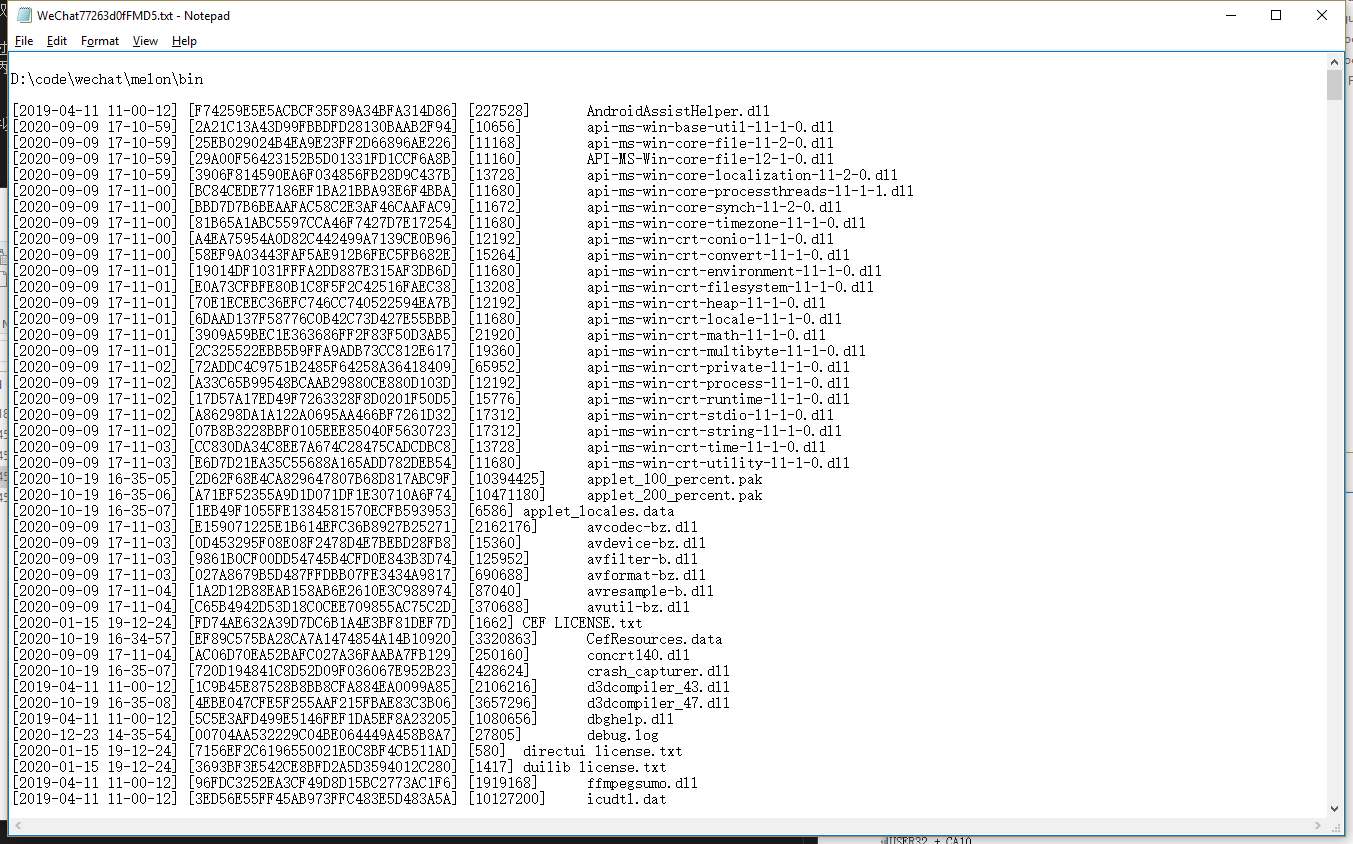 WeChat77263d0fFMD5.txt - Notepad
File Edit Format View Help
D:\code\wechat\melon\bin
[2019-04-11 11-00-12] [F74259E5E5ACBCF35F89A34BFA314D86] [227528] AndroidAssistHelper.dll
[2020-09-09 17-10-59] [2A21C13A43D99FBBDFD28130BAAB2F94] [10656] api-ms-win-base-util-l1-1-0.dll
[2020-09-09 17-10-59] [25EB029024B4EA9E23FF2D66896AE226] [11168] api-ms-win-core-file-l1-2-0.dll
[2020-09-09 17-10-59] [29A00F56423152B5D01331FD1CCF6A8B] [11160] API-MS-Win-core-file-l2-1-0.dll
[2020-09-09 17-10-59] [3906F814590EA6F034856FB28D9C437B] [13728] api-ms-win-core-localization-l1-2-0.dll
[2020-09-09 17-11-00] [BC84CEDE77186EF1BA21BBA93E6F4BBA] [11680] api-ms-win-core-processthreads-l1-1-1.dll
[2020-09-09 17-11-00] [BBD7D7B6BEAAFAC58C2E3AF46CAAFAC9] [11672] api-ms-win-core-synch-l1-2-0.dll
[2020-09-09 17-11-00] [81B65A1ABC5597CCA46F7427D7E17254] [11680] api-ms-win-core-timezone-l1-1-0.dll
[2020-09-09 17-11-00] [A4EA75954A0D82C442499A7139CE0B96] [12192] api-ms-win-crt-conio-l1-1-0.dll
[2020-09-09 17-11-00] [58EF9A03443FAF5AE912B6FEC5FB682E] [15264] api-ms-win-crt-convert-l1-1-0.dll
[2020-09-09 17-11-01] [19014DF1031FFFA2DD887E315AF3DB6D] [11680] api-ms-win-crt-environment-l1-1-0.dll
[2020-09-09 17-11-01] [E0A73CFBFE80B1C8F5F2C42516FAEC38] [13208] api-ms-win-crt-filesystem-l1-1-0.dll
[2020-09-09 17-11-01] [70E1ECEEC36EFC746CC740522594EA7B] [12192] api-ms-win-crt-heap-l1-1-0.dll
[2020-09-09 17-11-01] [6DAAD137F58776C0B42C73D427E55BBB] [11680] api-ms-win-crt-locale-l1-1-0.dll
[2020-09-09 17-11-01] [3909A59BEC1E363686FF2F83F50D3AB5] [21920] api-ms-win-crt-math-l1-1-0.dll
[2020-09-09 17-11-01] [2C325522EBB5B9FFA9ADB73CC812E617] [19360] api-ms-win-crt-multibyte-l1-1-0.dll
[2020-09-09 17-11-02] [72ADDC4C9751B2485F64258A36418409] [65952] api-ms-win-crt-private-l1-1-0.dll
[2020-09-09 17-11-02] [A33C65B99548BCAAB29880CE880D103D] [12192] api-ms-win-crt-process-l1-1-0.dll
[2020-09-09 17-11-02] [17D57A17ED49F7263328F8D0201F50D5] [15776] api-ms-win-crt-runtime-l1-1-0.dll
[2020-09-09 17-11-02] [A86298DA1A122A0695AA466BF7261D32] [17312] api-ms-win-crt-stdio-l1-1-0.dll
[2020-09-09 17-11-02] [07B8B3228BBF0105EEE85040F5630723] [17312] api-ms-win-crt-string-l1-1-0.dll
[2020-09-09 17-11-03] [CC830DA34C8EE7A674C28475CADCDBC8] [13728] api-ms-win-crt-time-l1-1-0.dll
[2020-09-09 17-11-03] [E6D7D21EA35C55688A165ADD782DEB54] [11680] api-ms-win-crt-utility-l1-1-0.dll
[2020-10-19 16-35-05] [2D62F68E4CA829647807B68D817ABC9F] [10394425] applet_100_percent.pak
[2020-10-19 16-35-06] [A71EF52355A9D1D071DF1E30710A6F74] [10471180] applet_200_percent.pak
[2020-10-19 16-35-07] [1EB49F1055FE1384581570ECFB593953] [6586] applet_locales.data
[2020-09-09 17-11-03] [E159071225E1B614EFC36B8927B25271] [2162176] avcodec-bz.dll
[2020-09-09 17-11-03] [0D453295F08E08F2478D4E7BEBD28FB8] [15360] avdevice-bz.dll
[2020-09-09 17-11-03] [9861B0CF00DD54745B4CFD0E843B3D74] [125952] avfilter-b.dll
[2020-09-09 17-11-03] [027A8679B5D487FFDBB07FE3434A9817] [690688] avformat-bz.dll
[2020-09-09 17-11-04] [1A2D12B88EAB158AB6E2610E3C988974] [87040] avresample-b.dll
[2020-09-09 17-11-04] [C65B4942D53D18C0CEE709855AC75C2D] [370688] avutil-bz.dll
[2020-01-15 19-12-24] [FD74AE632A39D7DC6B1A4E3BF81DEF7D] [1662] CEF LICENSE.txt
[2020-10-19 16-34-57] [EF89C575BA28CA7A1474854A14B10920] [3320863] CefResources.data
[2020-09-09 17-11-04] [AC06D70EA52BAFC027A36FAABA7FB129] [250160] concrt140.dll
[2020-10-19 16-35-07] [720D194841C8D52D09F036067E952B23] [428624] crash_capturer.dll
[2019-04-11 11-00-12] [1C9B45E87528B8BB8CFA884EA0099A85] [2106216] d3dcompiler_43.dll
[2020-10-19 16-35-08] [4EBE047CFE5F255AAF215FBAE83C3B06] [3657296] d3dcompiler_47.dll
[2019-04-11 11-00-12] [5C5E3AFD499E5146FEF1DA5EF8A23205] [1080656] dbghelp.dll
[2020-12-23 14-35-54] [00704AA532229C04BE064449A458B8A7] [27805] debug.log
[2020-01-15 19-12-24] [7156EF2C6196550021E0C8BF4CB511AD] [580] directui license.txt
[2020-01-15 19-12-24] [3693BF3E542CE8BFD2A5D3594012C280] [1417] duilib license.txt
[2019-04-11 11-00-12] [96FDC3252EA3CF49D8D15BC2773AC1F6] [1919168] ffmpegsumo.dll
[2019-04-11 11-00-12] [3ED56E55FF45AB973FFC483E5D483A5A] [10127200] icudtl.dat